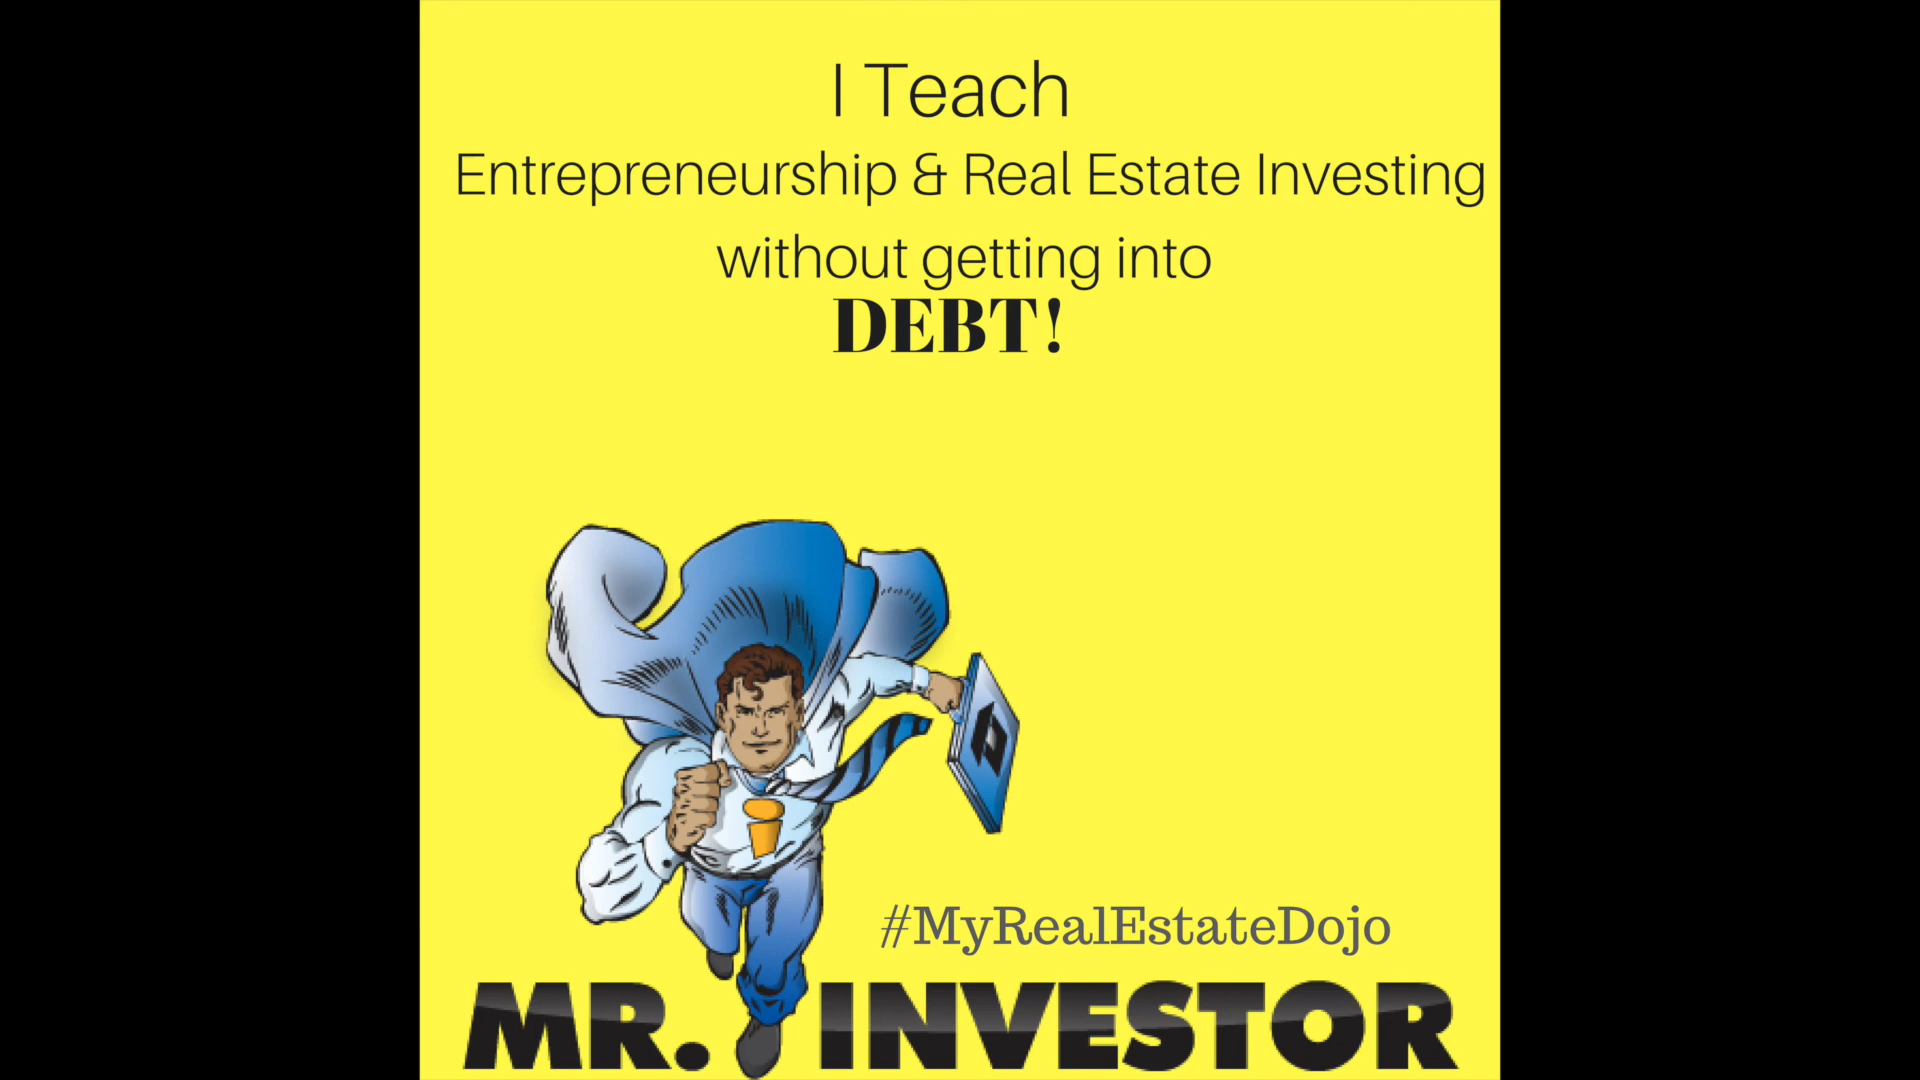 I Teach
Entrepreneurship & Real Estate Investing
without getting into
DEBT!
i
#MyRealEstateDojo
MR. INVESTOR